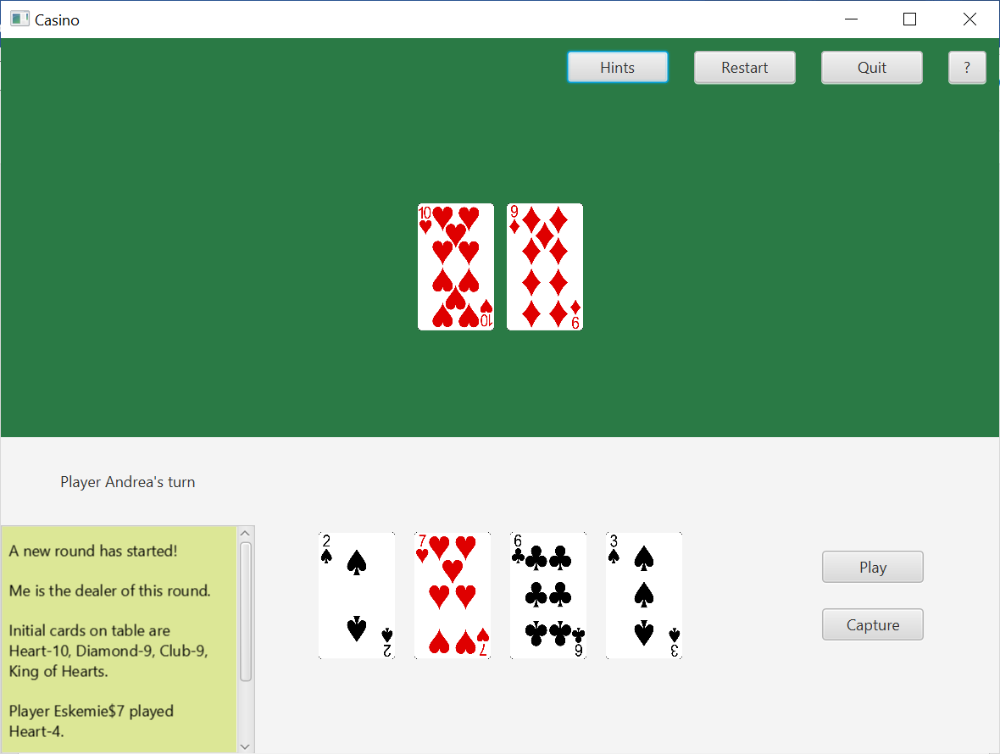 Casino
Hints Restart Quit ?
10 9
10 9
Player Andrea's turn
A new round has started!
Me is the dealer of this round.
Initial cards on table are
Heart-10, Diamond-9, Club-9,
King of Hearts.
Player Eskemie$7 played
Heart-4.
2 7 6 3
2 7 6 3
Play
Capture